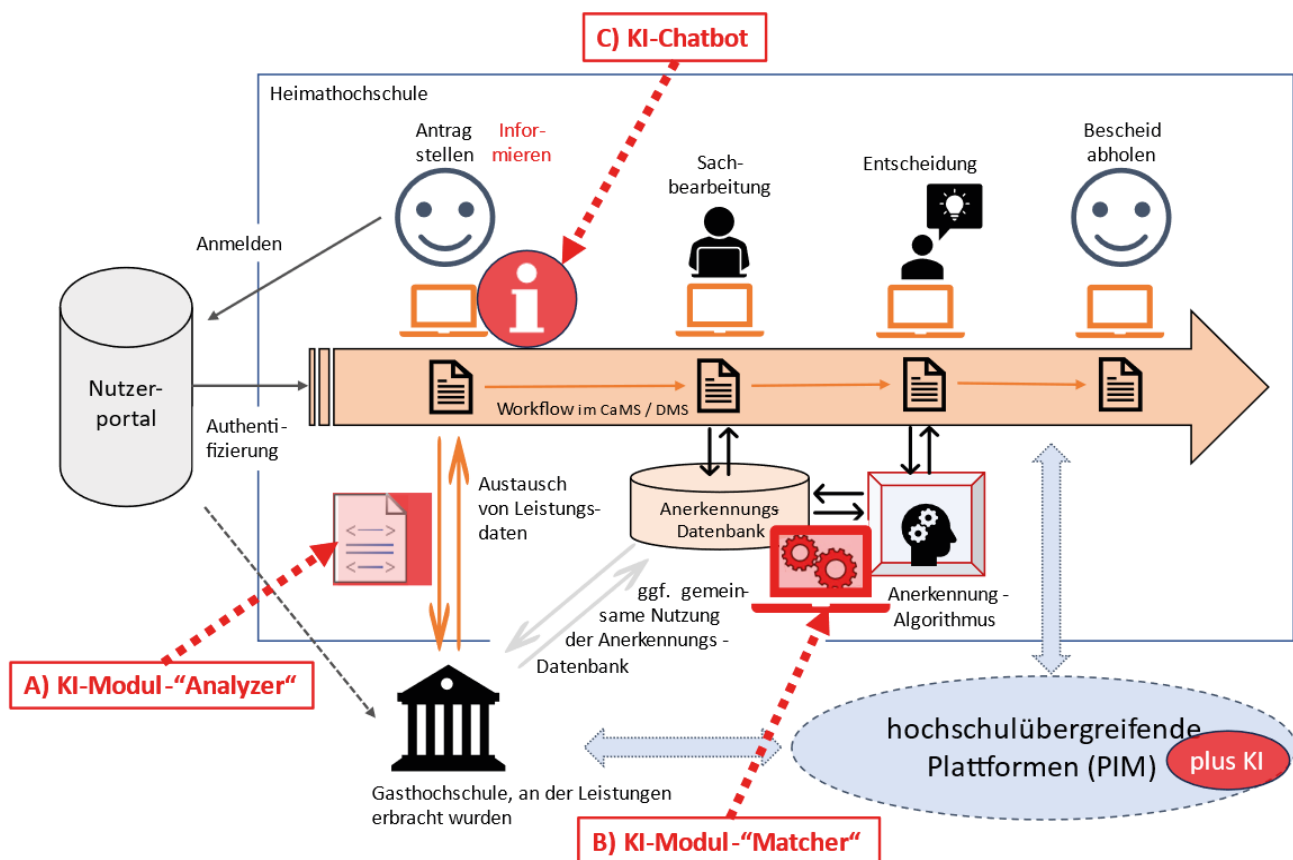 C) KI-Chatbot
Heimathochschule
Antrag
stellen
Infor-
mieren
Sach-
bearbeitung
Entscheidung
Bescheid
abholen
Anmelden
Nutzer-
portal
Authenti-
fizierung
Workflow im CaMS / DMS
Austausch
von Leistungs-
daten
Anerkennungs-
Datenbank
Anerkennung -
Algorithmus
ggf. gemein-
same Nutzung
der Anerkennungs -
Datenbank
A) KI-Modul-“Analyzer“
hochschulübergreifende
Plattformen (PIM)
plus KI
Gasthochschule, an der Leistungen
erbracht wurden
B) KI-Modul-“Matcher“